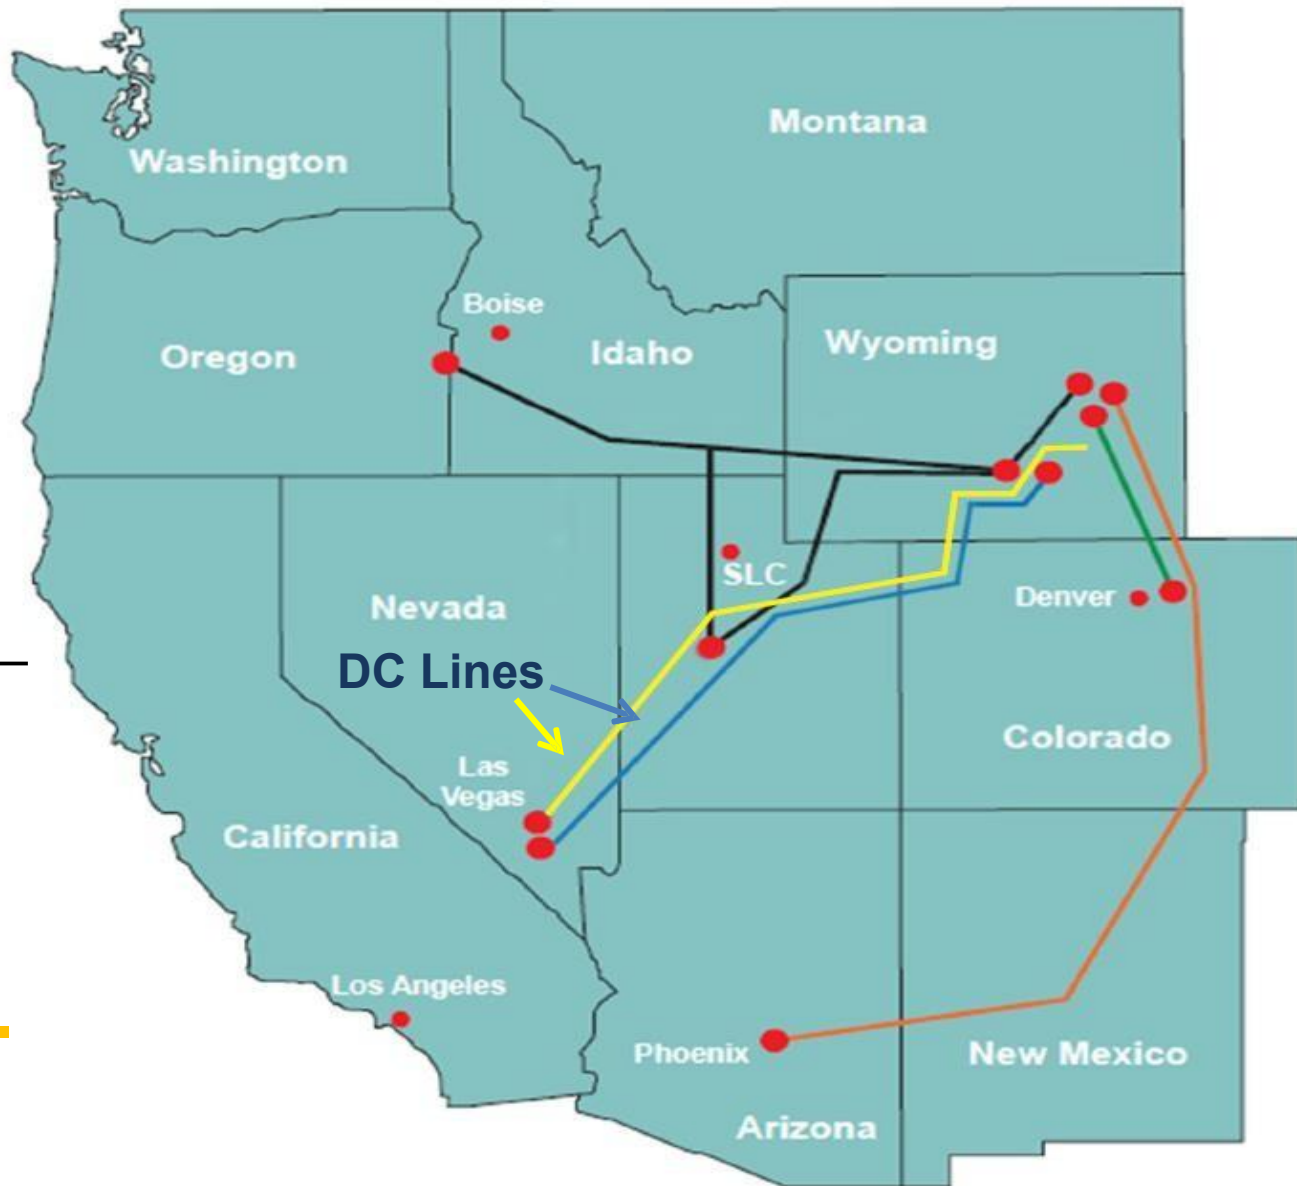 Montana
Washington
Boise
Oregon
Idaho
Wyoming
SLC
Denver
Nevada
DC Lines
Colorado
Las
Vegas
California
Los Angeles
Phoenix
New Mexico
Arizona